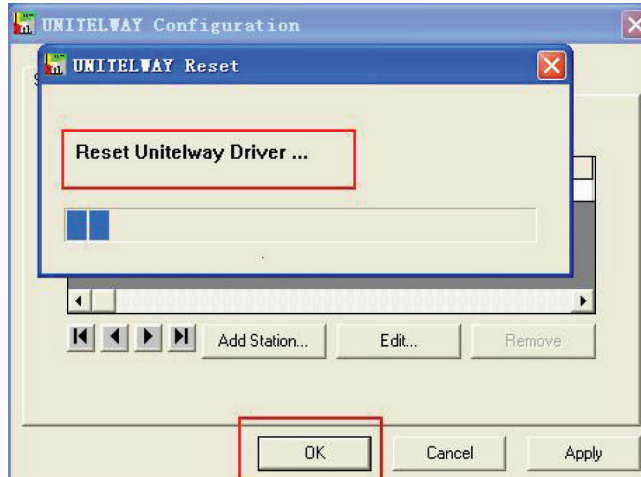 UNITELWAY Configuration
UNITELWAY Reset
Reset Unitelway Driver ...
Add Station...
Edit...
Remove
OK
Cancel
Apply